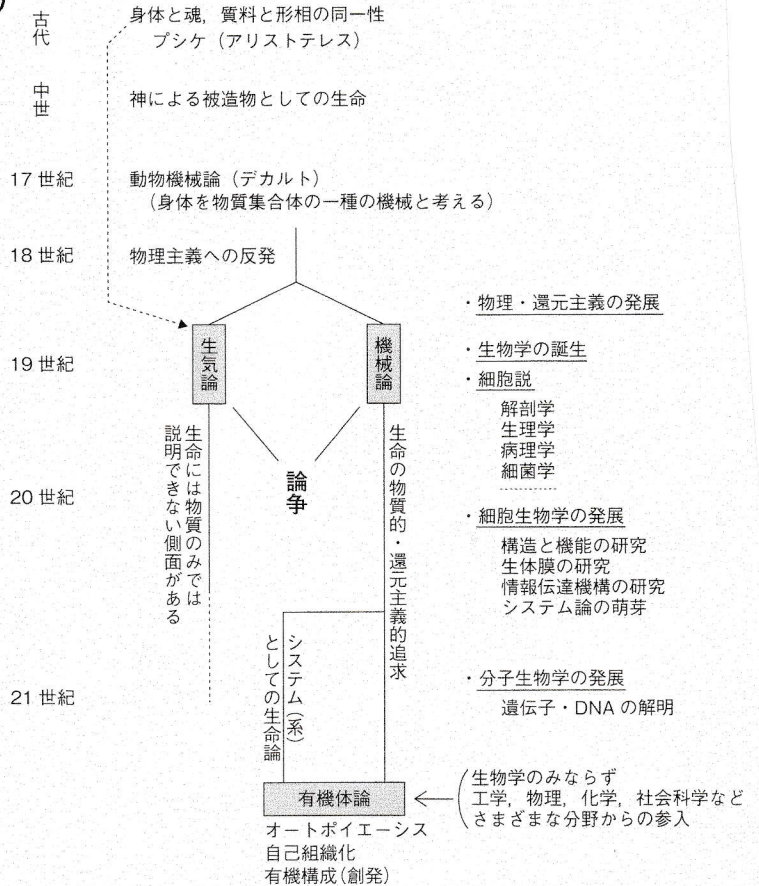 古代
身体と魂，質料と形相の同一性
プシケ（アリストテレス）
中世
神による被造物としての生命
17 世紀
動物機械論（デカルト）
（身体を物質集合体の一種の機械と考える）
18 世紀
物理主義への反発
・物理・還元主義の発展
19 世紀
生気論
機械論
・生物学の誕生
・細胞説
解剖学
生理学
病理学
細菌学
生命には物質のみでは
説明できない側面がある
論争
生命の物質的・還元主義的追求
20 世紀
・細胞生物学の発展
構造と機能の研究
生体膜の研究
情報伝達機構の研究
システム論の萌芽
システム（系）
としての生命論
21 世紀
・分子生物学の発展
遺伝子・DNA の解明
有機体論
生物学のみならず
工学，物理，化学，社会科学など
さまざまな分野からの参入
オートポイエーシス
自己組織化
有機構成（創発）